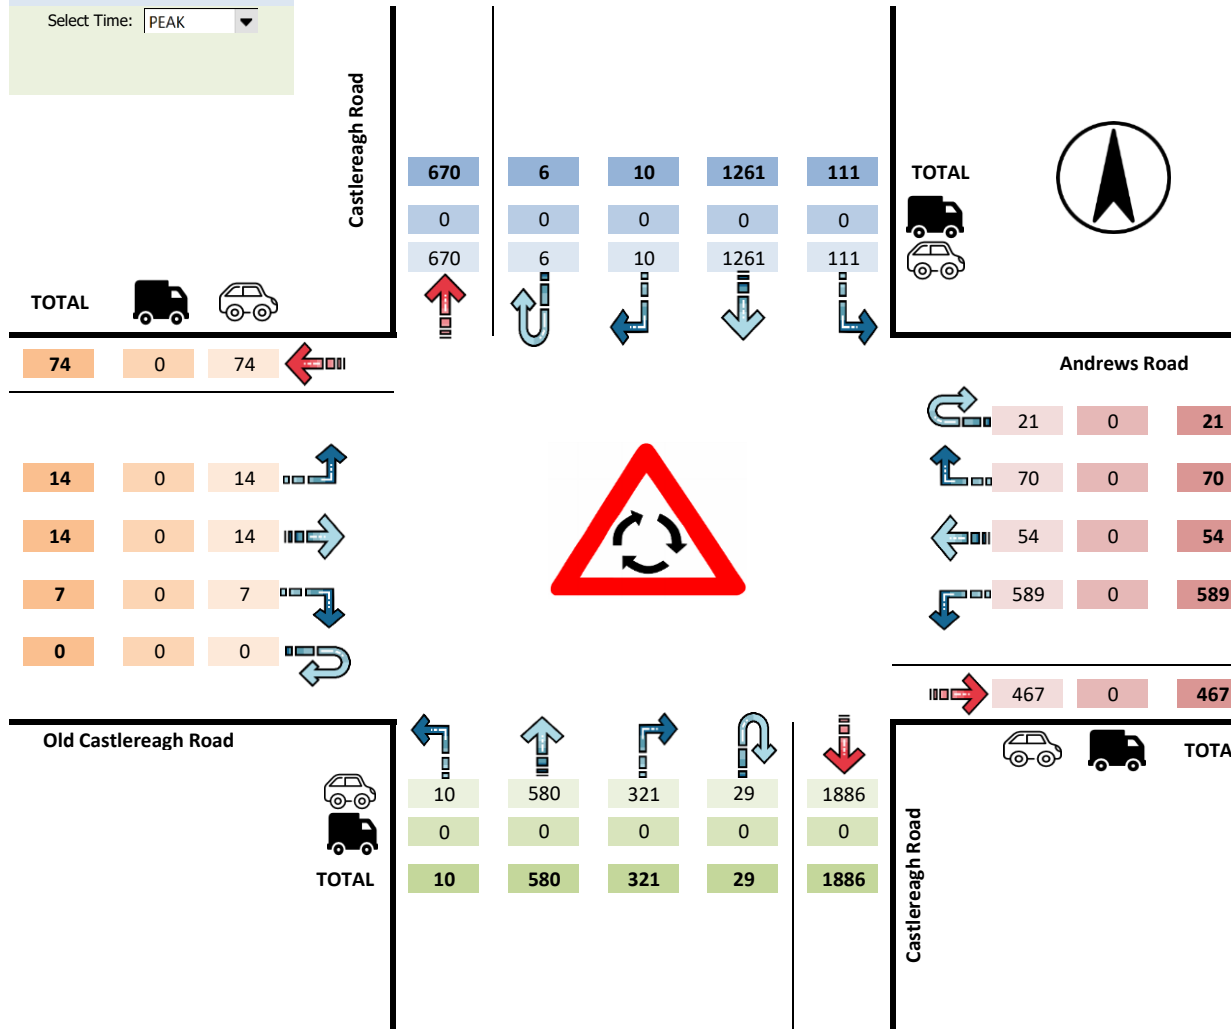 Select Time: PEAK
Castlereagh Road
670 6 10 1261 111 TOTAL
0 0 0 0 0
670 6 10 1261 111
TOTAL
74 0 74
Andrews Road
21 0 21
14 0 14
70 0 70
14 0 14
54 0 54
7 0 7
589 0 589
0 0 0
467 0 467
Old Castlereagh Road
TOTA
10 580 321 29 1886
0 0 0 0 0
TOTAL 10 580 321 29 1886
Castlereagh Road